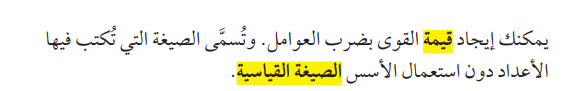 يمكنك إيجاد قيمة القوى بضرب العوامل. وتُسمَّى الصيغة التي تُكتب فيها
الأعداد دون استعمال الأسس الصيغة القياسية.